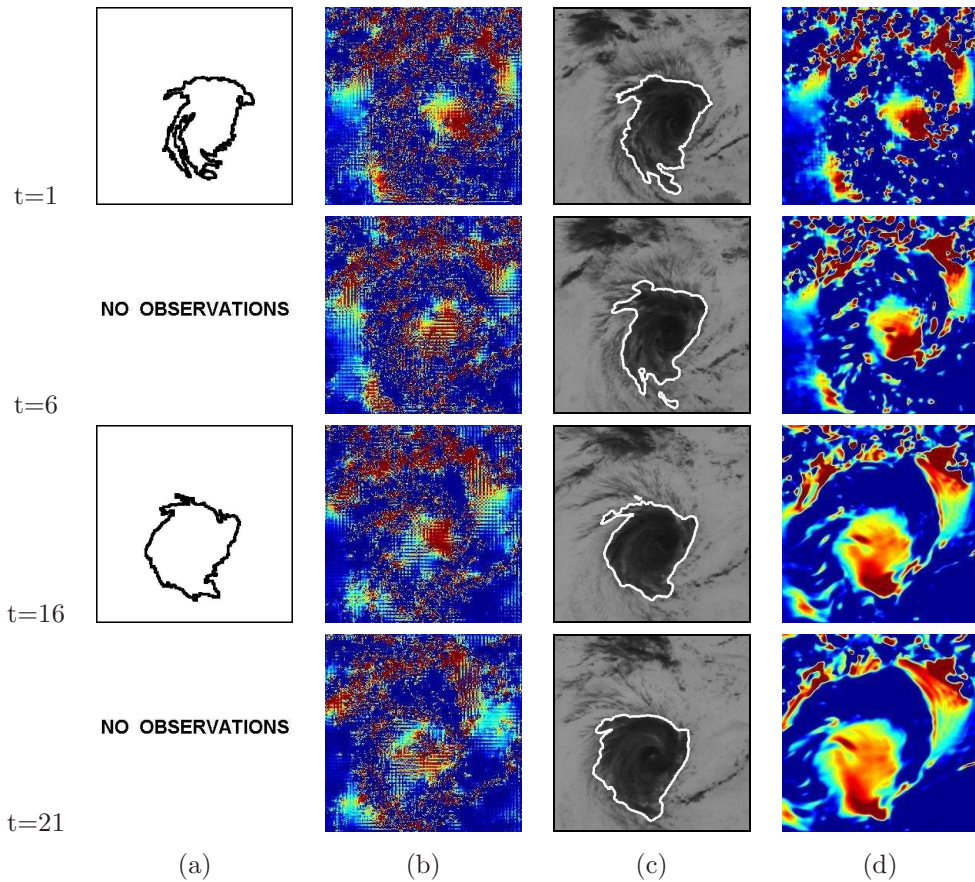 t=1
NO OBSERVATIONS
t=6
t=16
NO OBSERVATIONS
t=21
(a) (b) (c) (d)